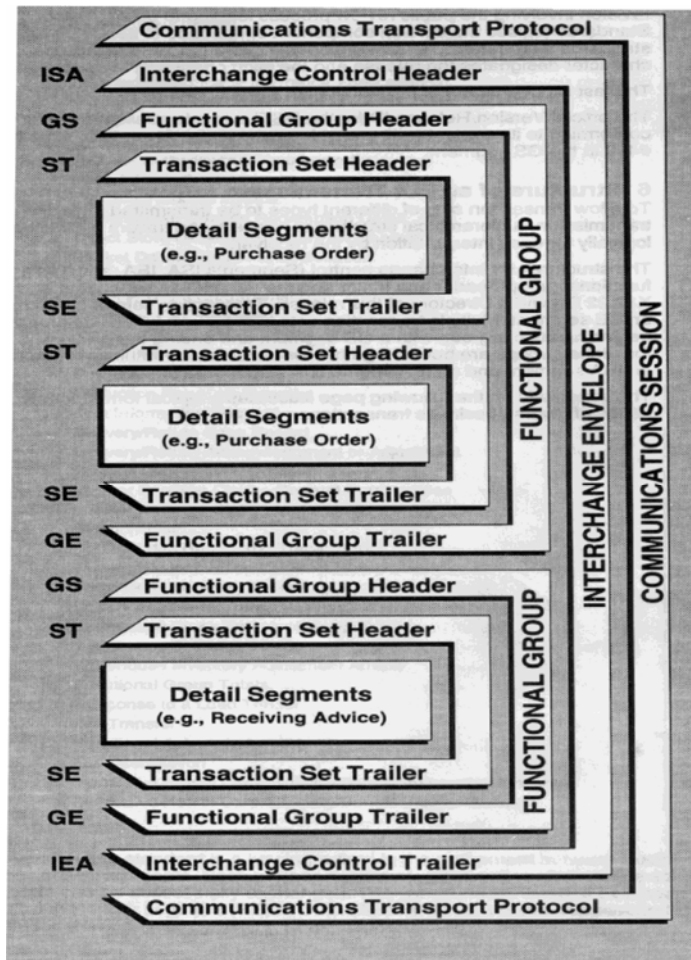 Communications Transport Protocol
ISA Interchange Control Header
GS Functional Group Header
ST Transaction Set Header
Detail Segments
(e.g., Purchase Order)
SE Transaction Set Trailer
ST Transaction Set Header
Detail Segments
(e.g., Purchase Order)
SE Transaction Set Trailer
GE Functional Group Trailer
FUNCTIONAL GROUP
GS Functional Group Header
ST Transaction Set Header
Detail Segments
(e.g., Receiving Advice)
SE Transaction Set Trailer
GE Functional Group Trailer
FUNCTIONAL GROUP
IEA Interchange Control Trailer
INTERCHANGE ENVELOPE
Communications Transport Protocol
COMMUNICATIONS SESSION